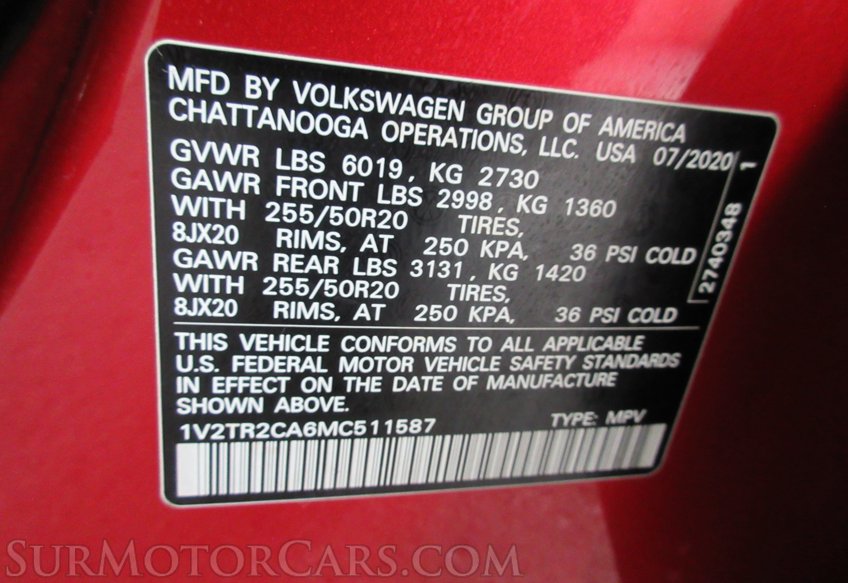 MFD BY VOLKSWAGEN GROUP OF AMERICA
CHATTANOOGA OPERATIONS, LLC. USA 07/2020
GVWR LBS 6019, KG 2730
GAWR FRONT LBS 2998, KG 1360
WITH 255/50R20 TIRES,
8JX20 RIMS, AT 250 KPA, 36 PSI COLD
GAWR REAR LBS 3131, KG 1420
WITH 255/50R20 TIRES,
8JX20 RIMS, AT 250 KPA, 36 PSI COLD
2740348 1
THIS VEHICLE CONFORMS TO ALL APPLICABLE
U.S. FEDERAL MOTOR VEHICLE SAFETY STANDARDS
IN EFFECT ON THE DATE OF MANUFACTURE
SHOWN ABOVE.
1V2TR2CA6MC511587 TYPE: MPV
SURMOTORCARS.COM